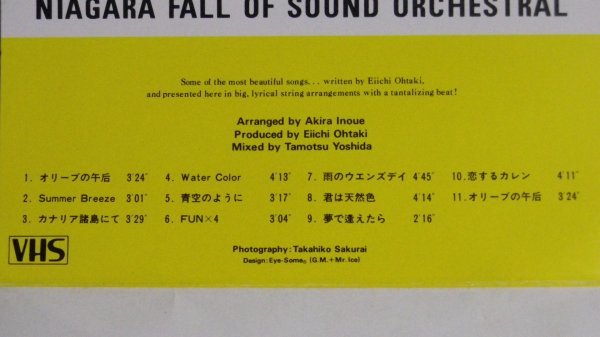 NIAGARA FALL OF SOUND ORCHESTRAL
Some of the most beautiful songs... written by Eiichi Ohtaki,
and presented here in big, lyrical string arrangements with a tantalizing beat!
Arranged by Akira Inoue
Produced by Eiichi Ohtaki
Mixed by Tamotsu Yoshida
1. オリーブの午后 3'24"
2. Summer Breeze 3'01"
3. カナリア諸島にて 3'29"
4. Water Color 4'13"
5. 青空のように 3'17"
6. FUN×4 3'04"
7. 雨のウエンズデイ 4'45"
8. 君は天然色 4'14"
9. 夢で逢えたら 2'16"
10. 恋するカレン 4'11"
11. オリーブの午后 3'24"
VHS
Photography: Takahiko Sakurai
Design: Eye-Some® (G.M.+Mr. Ice)